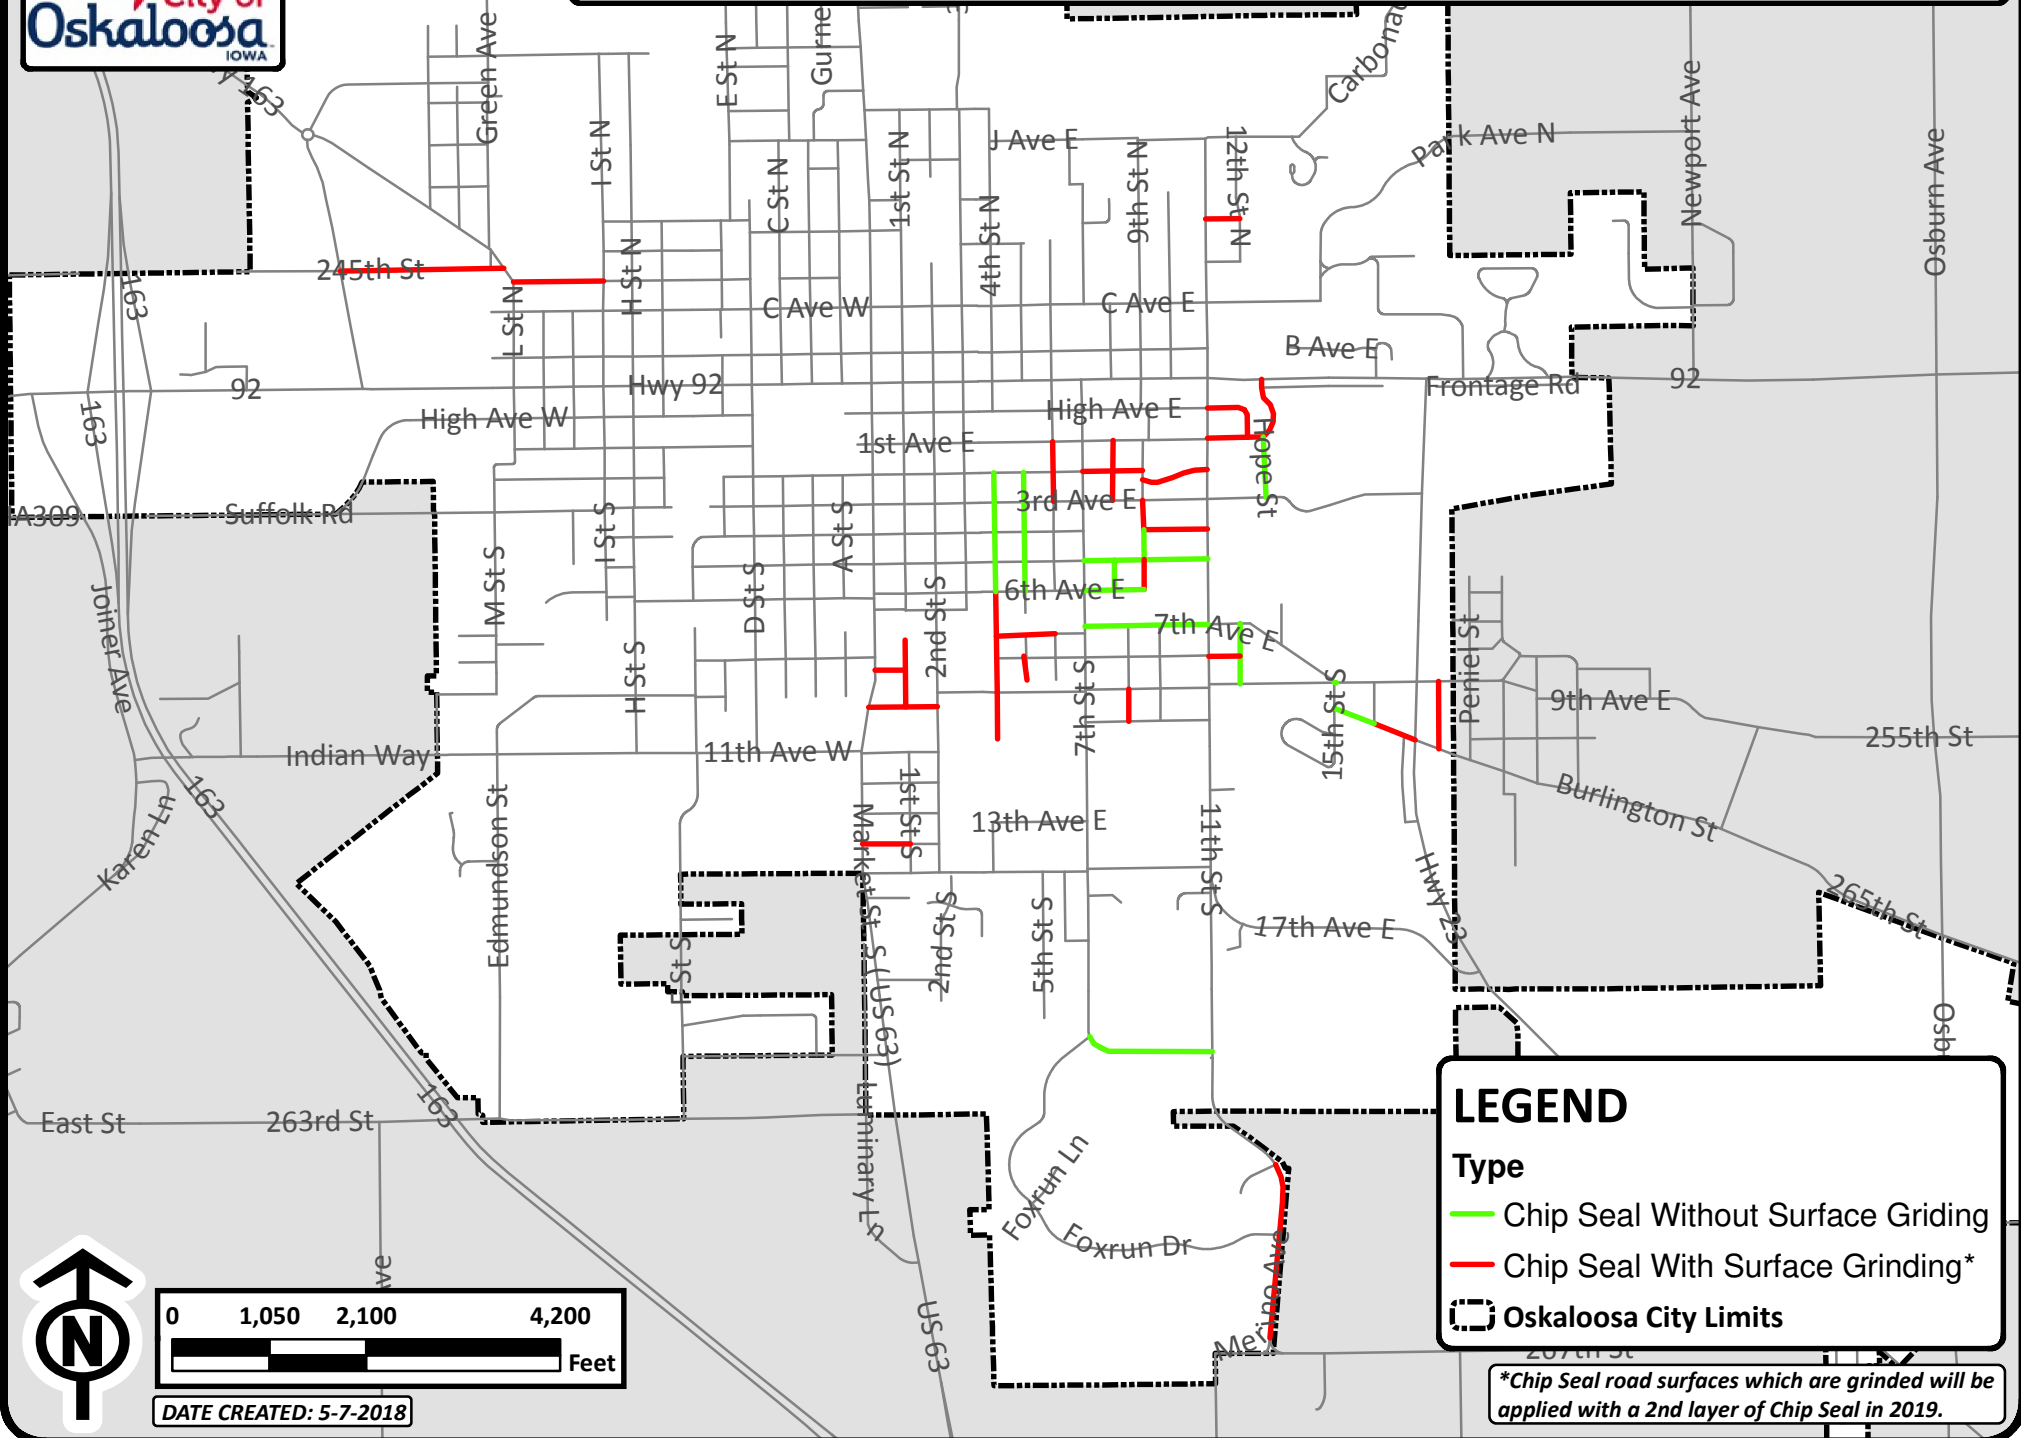 City of
Oskaloosa
IOWA
Green Ave
E St N
Gurne
Carbonac
163
I St N
J Ave E
12th St N
Park Ave N
Newport Ave
Osburn Ave
C St N
1st St N
9th St N
4th St N
245th St
H St N
163
L St N
C Ave W
C Ave E
B Ave E
92
Hwy 92
Frontage Rd
92
163
High Ave W
High Ave E
1st Ave E
Hope St
IA309
Suffolk Rd
3rd Ave E
I St S
A St S
M St S
D St S
2nd St S
6th Ave E
Joiner Ave
7th Ave E
H St S
7th St S
15th St S
Peniel St
9th Ave E
Indian Way
11th Ave W
255th St
163
Karen Ln
Edmundson St
1st St S
13th Ave E
11th St S
Burlington St
Market St S (US 63)
Hwy 23
265th St
F St S
2nd St S
5th St S
17th Ave E
Osb
East St
263rd St
163
Luminary Ln
Foxrun Ln
Foxrun Dr
Merino Ave
ve
US 63
267th St
LEGEND
Type
Chip Seal Without Surface Griding
Chip Seal With Surface Grinding*
Oskaloosa City Limits
*Chip Seal road surfaces which are grinded will be
applied with a 2nd layer of Chip Seal in 2019.
N
0 1,050 2,100 4,200
Feet
DATE CREATED: 5-7-2018